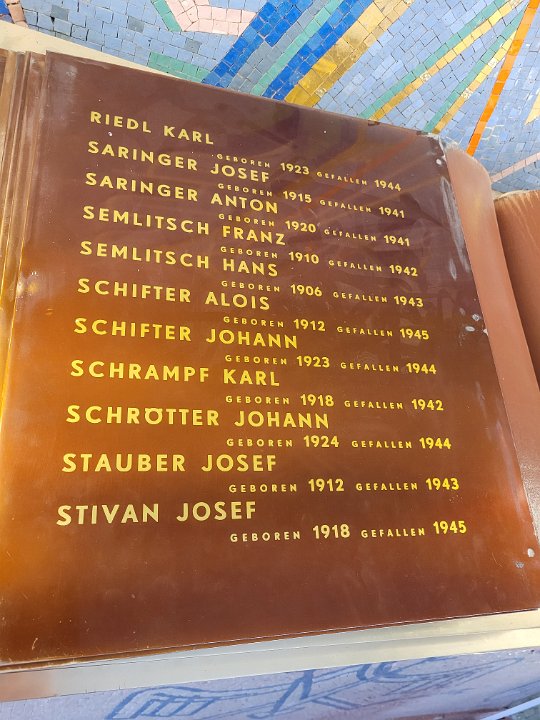 RIEDL KARL
GEBOREN 1923 GEFALLEN 1944
SARINGER JOSEF
GEBOREN 1915 GEFALLEN 1941
SARINGER ANTON
GEBOREN 1920 GEFALLEN 1941
SEMLITSCH FRANZ
GEBOREN 1910 GEFALLEN 1942
SEMLITSCH HANS
GEBOREN 1906 GEFALLEN 1943
SCHIFTER ALOIS
GEBOREN 1912 GEFALLEN 1945
SCHIFTER JOHANN
GEBOREN 1923 GEFALLEN 1944
SCHRAMPF KARL
GEBOREN 1918 GEFALLEN 1942
SCHRÖTTER JOHANN
GEBOREN 1924 GEFALLEN 1944
STAUBER JOSEF
GEBOREN 1912 GEFALLEN 1943
STIVAN JOSEF
GEBOREN 1918 GEFALLEN 1945